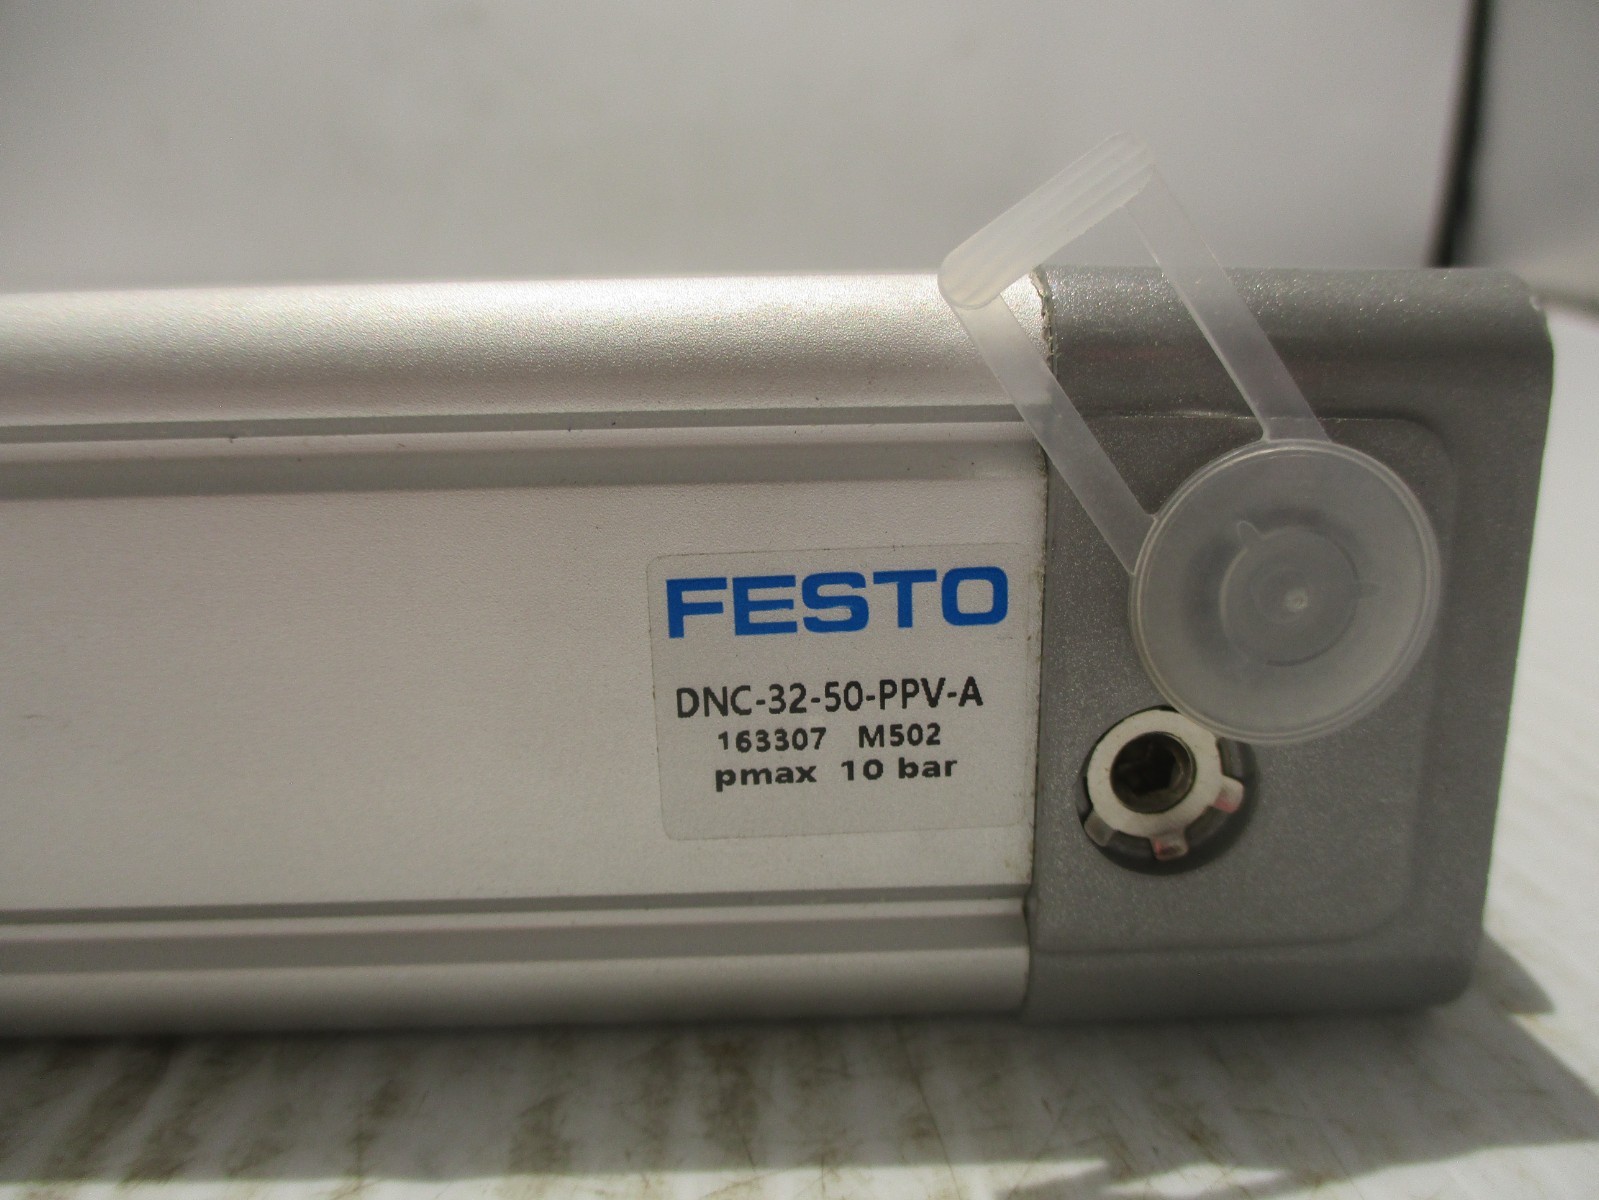 FESTO
DNC-32-50-PPV-A
163307 M502
pmax 10 bar